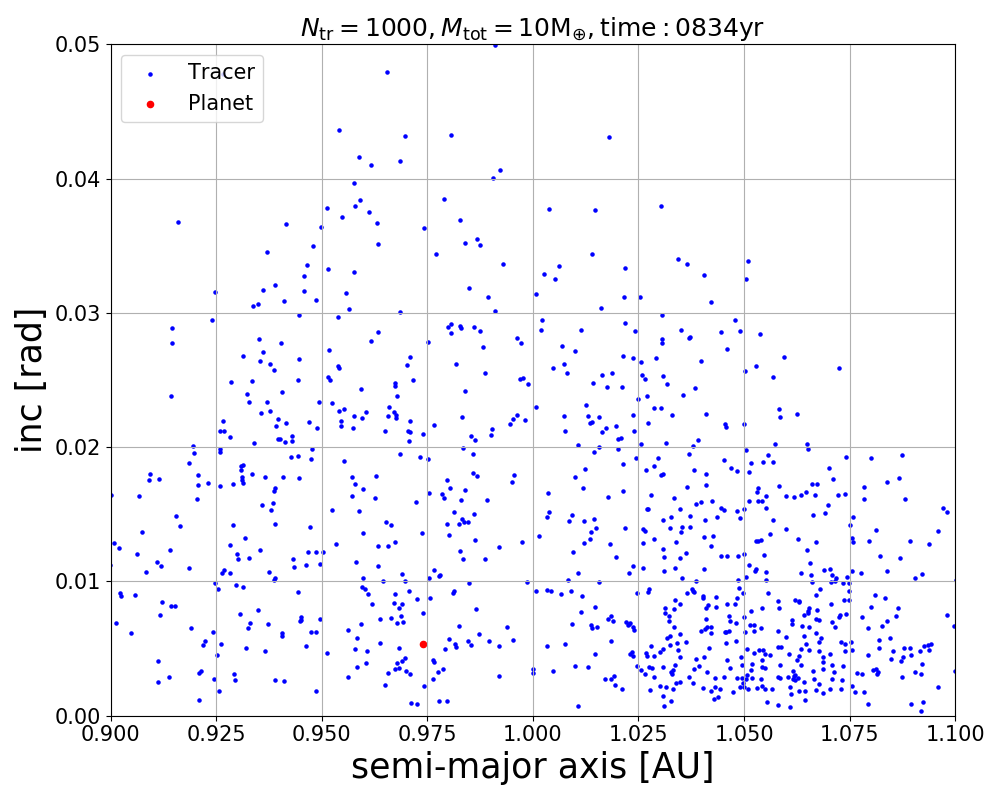 N_tr = 1000, M_tot = 10M_⊕, time : 0834yr
Tracer
Planet
inc [rad]
0.05
0.04
0.03
0.02
0.01
0.00
0.900 0.925 0.950 0.975 1.000 1.025 1.050 1.075 1.100
semi-major axis [AU]